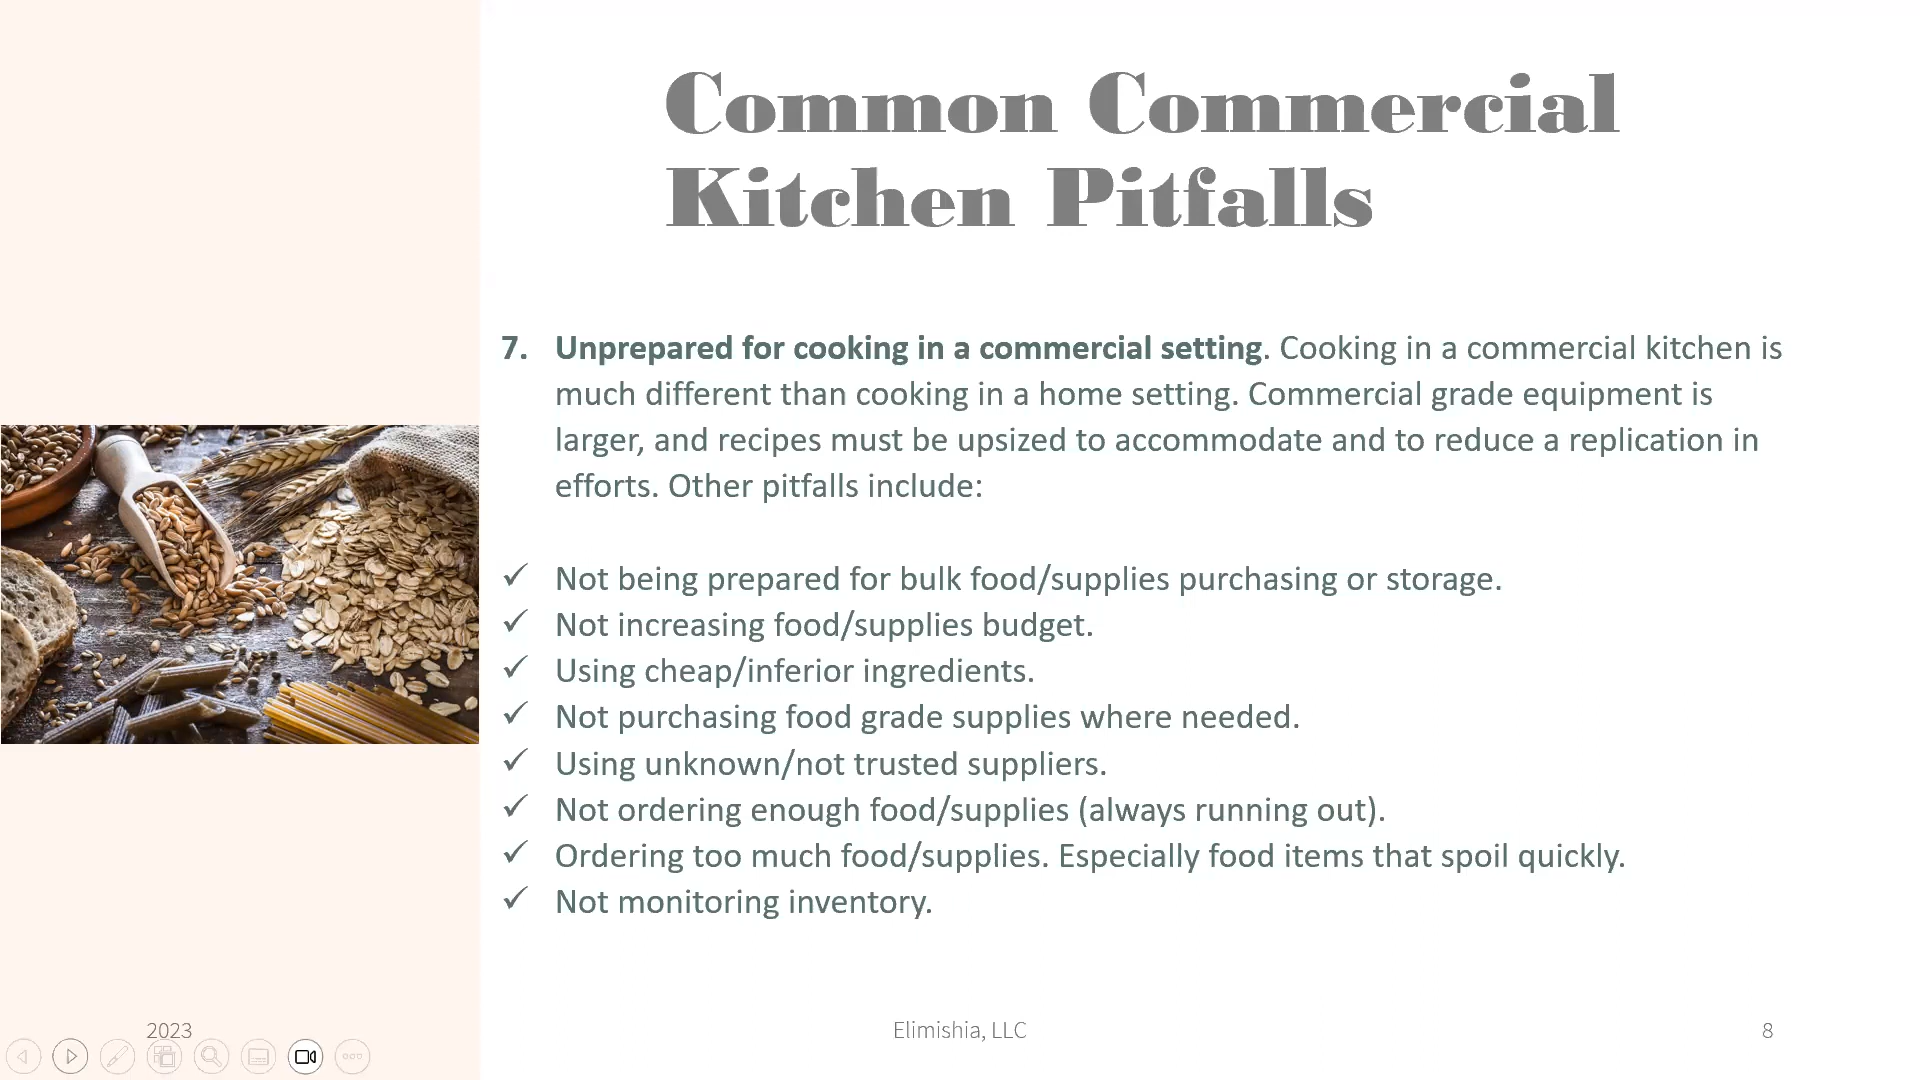 Common Commercial
Kitchen Pitfalls
7. Unprepared for cooking in a commercial setting. Cooking in a commercial kitchen is
much different than cooking in a home setting. Commercial grade equipment is
larger, and recipes must be upsized to accommodate and to reduce a replication in
efforts. Other pitfalls include:
✓ Not being prepared for bulk food/supplies purchasing or storage.
✓ Not increasing food/supplies budget.
✓ Using cheap/inferior ingredients.
✓ Not purchasing food grade supplies where needed.
✓ Using unknown/not trusted suppliers.
✓ Not ordering enough food/supplies (always running out).
✓ Ordering too much food/supplies. Especially food items that spoil quickly.
✓ Not monitoring inventory.
2023
Elimishia, LLC
8